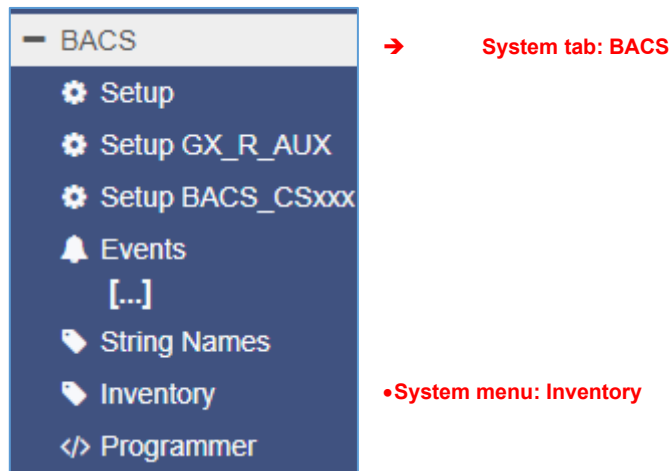 − BACS ➔ System tab: BACS
Setup
Setup GX_R_AUX
Setup BACS_CSxxx
Events
[...]
String Names
Inventory •System menu: Inventory
</> Programmer